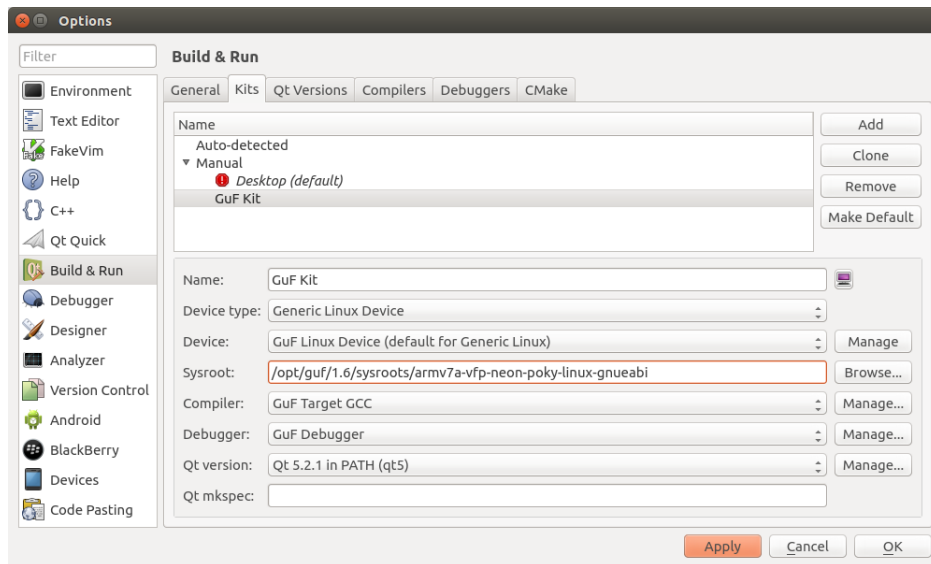 Options
Filter
Build & Run
Environment
Text Editor
FakeVim
Help
C++
Qt Quick
Build & Run
Debugger
Designer
Analyzer
Version Control
Android
BlackBerry
Devices
Code Pasting
General Kits Qt Versions Compilers Debuggers CMake
Name
Auto-detected
Manual
Desktop (default)
GuF Kit
Add
Clone
Remove
Make Default
Name: GuF Kit
Device type: Generic Linux Device
Device: GuF Linux Device (default for Generic Linux) Manage
Sysroot: /opt/guf/1.6/sysroots/armv7a-vfp-neon-poky-linux-gnueabi Browse...
Compiler: GuF Target GCC Manage...
Debugger: GuF Debugger Manage...
Qt version: Qt 5.2.1 in PATH (qt5) Manage...
Qt mkspec:
Apply Cancel OK